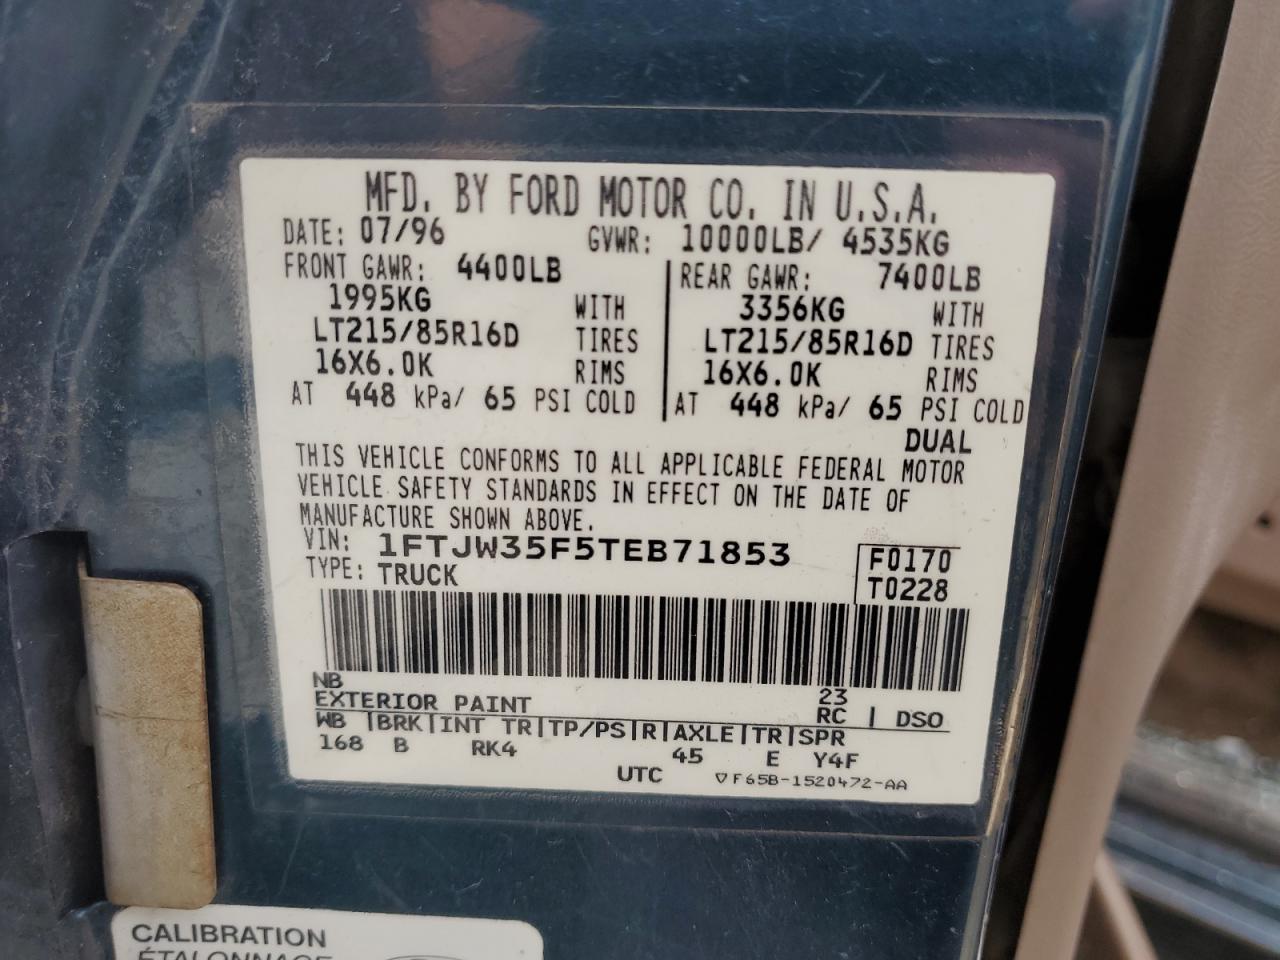 MFD. BY FORD MOTOR CO. IN U.S.A.
DATE: 07/96 GVWR: 10000LB/ 4535KG
FRONT GAWR: 4400LB REAR GAWR: 7400LB
1995KG WITH 3356KG WITH
LT215/85R16D TIRES LT215/85R16D TIRES
16X6.0K RIMS 16X6.0K RIMS
AT 448 kPa/ 65 PSI COLD AT 448 kPa/ 65 PSI COLD
DUAL
THIS VEHICLE CONFORMS TO ALL APPLICABLE FEDERAL MOTOR
VEHICLE SAFETY STANDARDS IN EFFECT ON THE DATE OF
MANUFACTURE SHOWN ABOVE.
VIN: 1FTJW35F5TEB71853 F0170
TYPE: TRUCK T0228
NB 23
EXTERIOR PAINT RC | DSO
WB |BRK|INT TR|TP/PS|R|AXLE|TR|SPR
168 B RK4 45 E Y4F
UTC ▽F65B-1520472-AA
CALIBRATION
ÉTALONNAGE